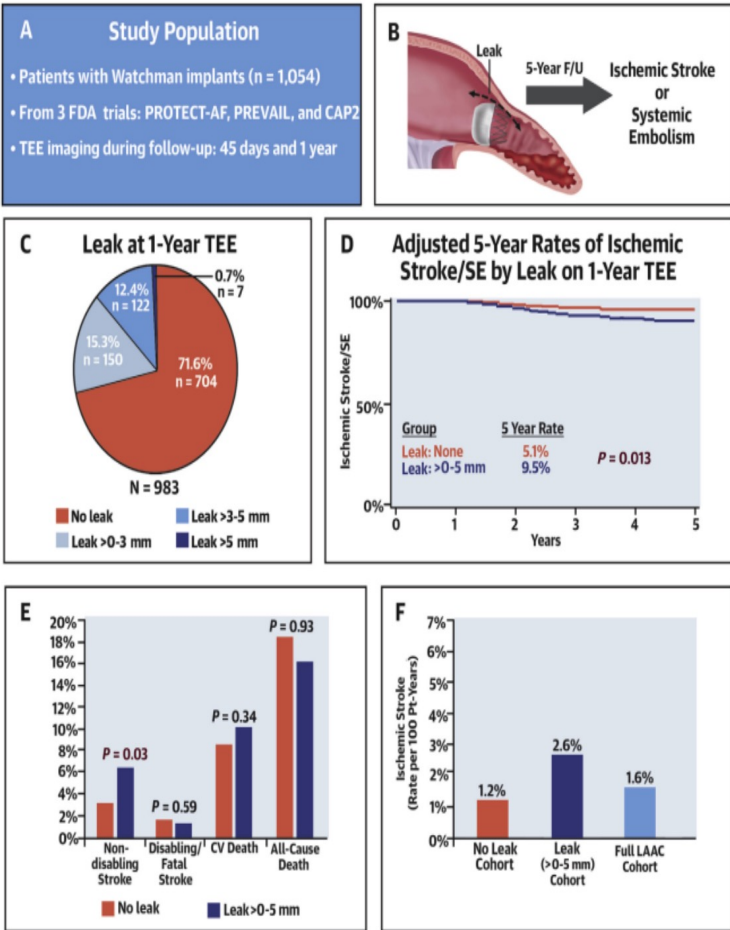 A
Study Population
• Patients with Watchman implants (n = 1,054)
• From 3 FDA trials: PROTECT-AF, PREVAIL, and CAP2
• TEE imaging during follow-up: 45 days and 1 year
B
Leak
5-Year F/U
Ischemic Stroke
or
Systemic
Embolism
C
Leak at 1-Year TEE
0.7%
n = 7
12.4%
n = 122
15.3%
n = 150
71.6%
n = 704
N = 983
No leak
Leak >3-5 mm
Leak >0-3 mm
Leak >5 mm
D
Adjusted 5-Year Rates of Ischemic
Stroke/SE by Leak on 1-Year TEE
Ischemic Stroke/SE
100%
50%
0%
Group
5 Year Rate
Leak: None
5.1%
Leak: >0-5 mm
9.5%
P = 0.013
0 1 2 3 4 5
Years
E
20%
18%
16%
14%
12%
10%
8%
6%
4%
2%
0%
P = 0.03
P = 0.59
P = 0.34
P = 0.93
Non-
disabling
Stroke
Disabling/
Fatal
Stroke
CV Death
All-Cause
Death
No leak
Leak >0-5 mm
F
Ischemic Stroke
(Rate per 100 Pt-Years)
7%
6%
5%
4%
3%
2%
1%
0%
1.2%
2.6%
1.6%
No Leak
Cohort
Leak
(>0-5 mm)
Cohort
Full LAAC
Cohort